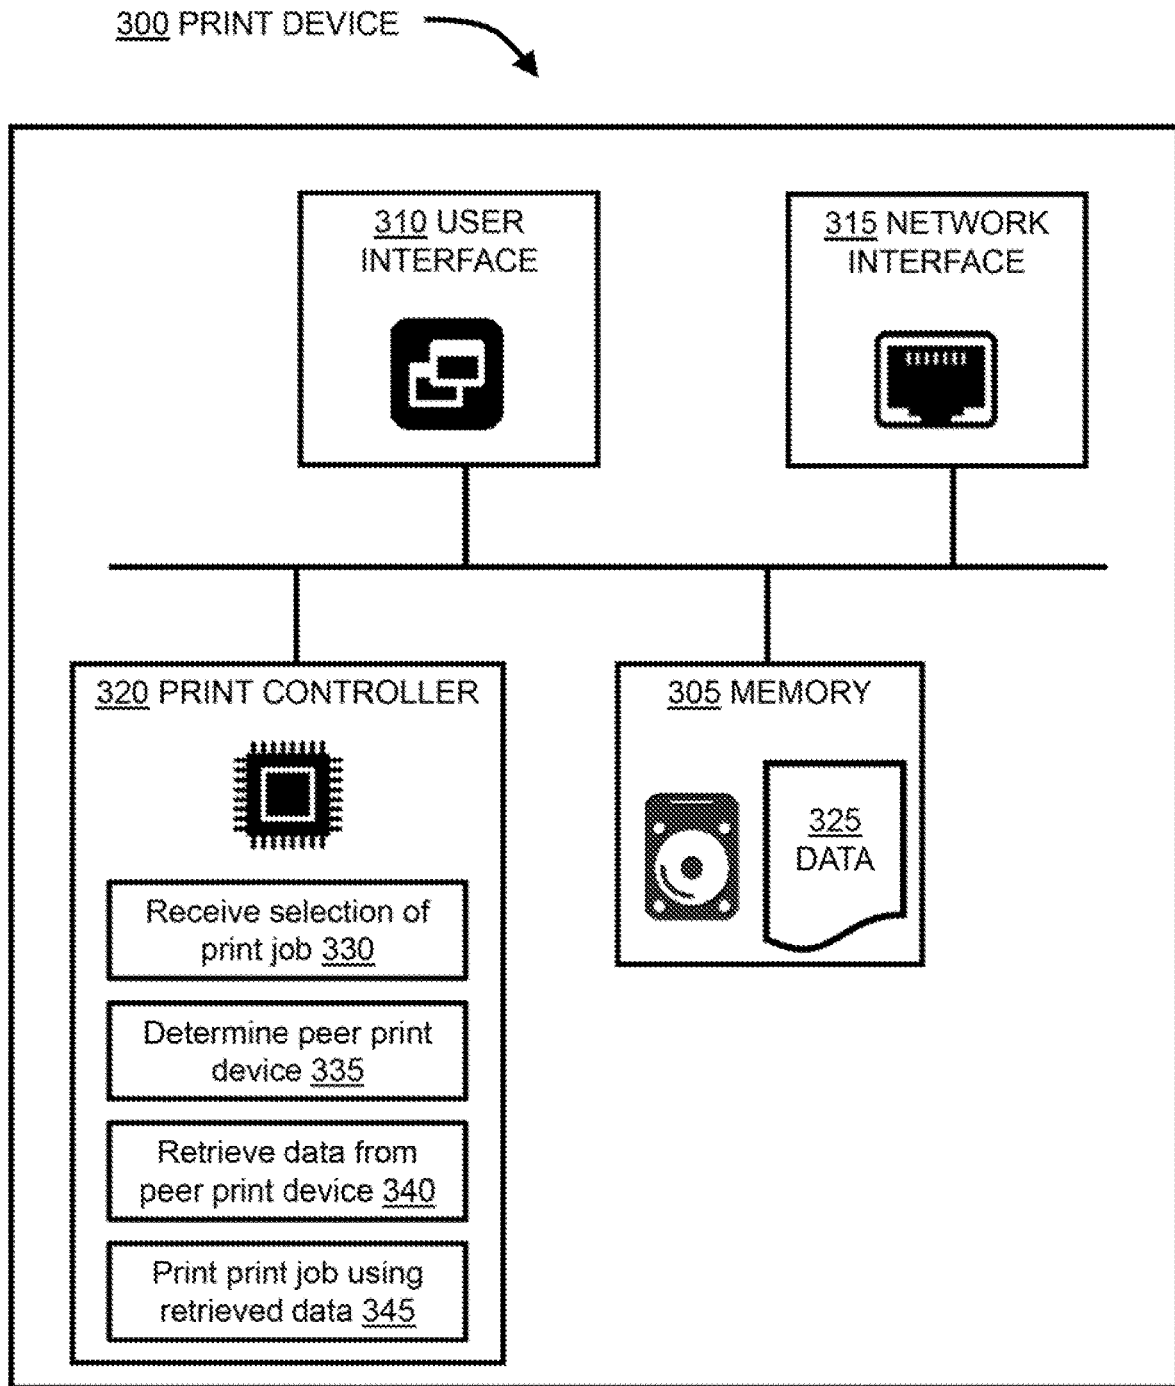 300 PRINT DEVICE
310 USER
INTERFACE
315 NETWORK
INTERFACE
320 PRINT CONTROLLER
Receive selection of
print job 330
Determine peer print
device 335
Retrieve data from
peer print device 340
Print print job using
retrieved data 345
305 MEMORY
325
DATA